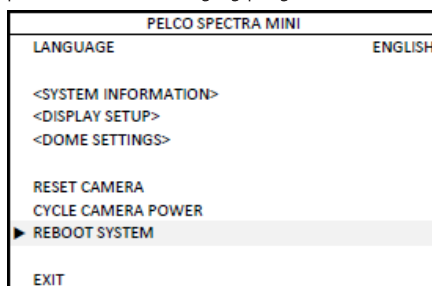 PELCO SPECTRA MINI
LANGUAGE ENGLISH
<SYSTEM INFORMATION>
<DISPLAY SETUP>
<DOME SETTINGS>
RESET CAMERA
CYCLE CAMERA POWER
► REBOOT SYSTEM
EXIT